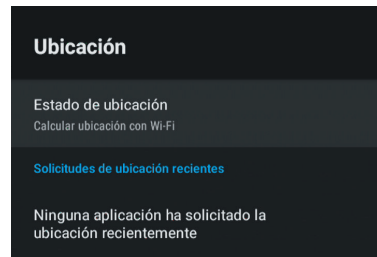 Ubicación
Estado de ubicación
Calcular ubicación con Wi-Fi
Solicitudes de ubicación recientes
Ninguna aplicación ha solicitado la
ubicación recientemente